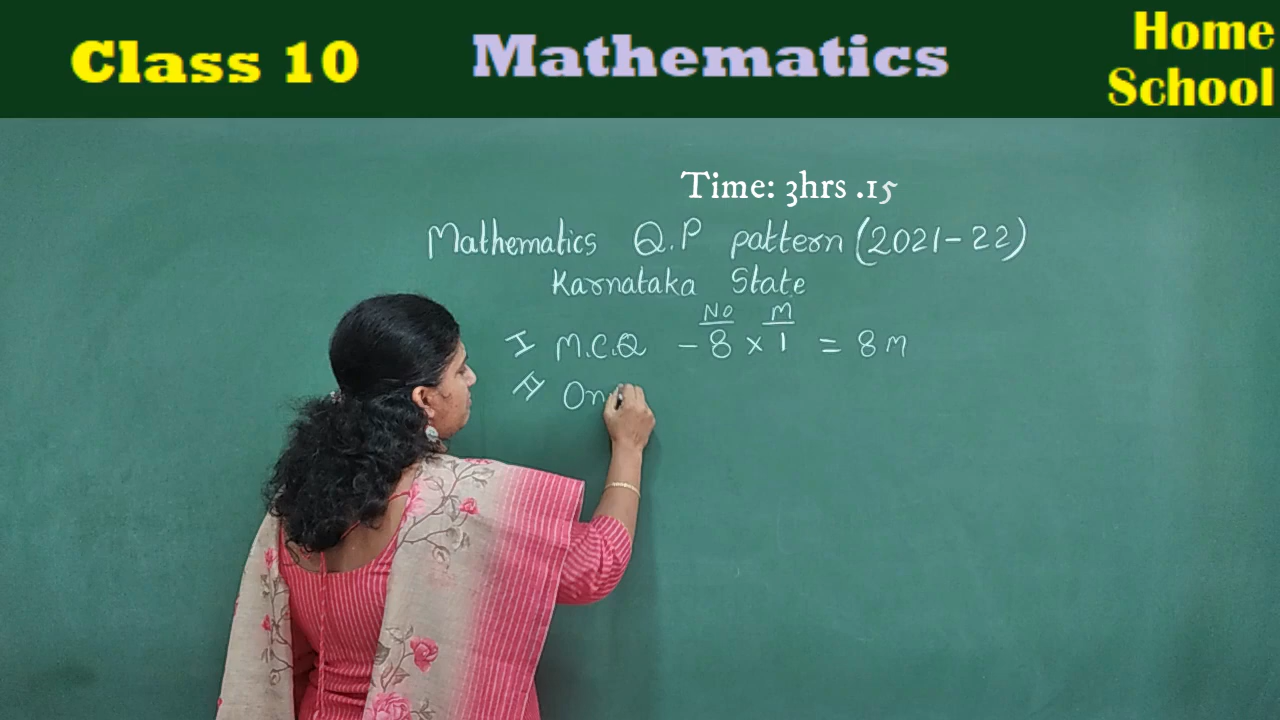 Class 10
Mathematics
Home
School
Time: 3hrs .15
Mathematics Q.P pattern (2021-22)
Karnataka State
No M
I M.C.Q - 8 × 1 = 8 M
II On